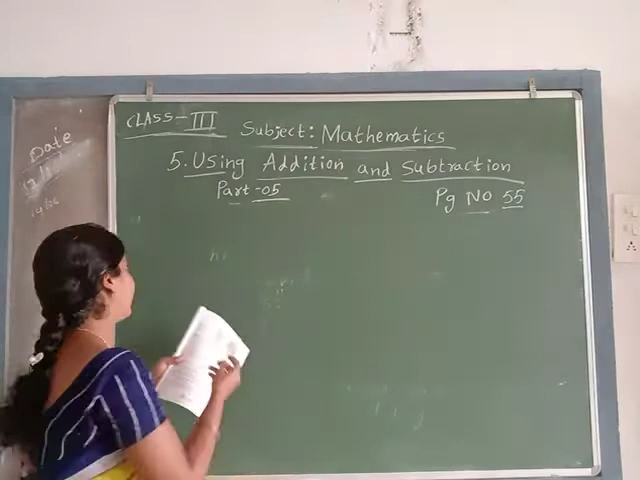 Date
CLASS-III
Subject: Mathematics
5. Using Addition and Subtraction
Part-05
Pg NO 55